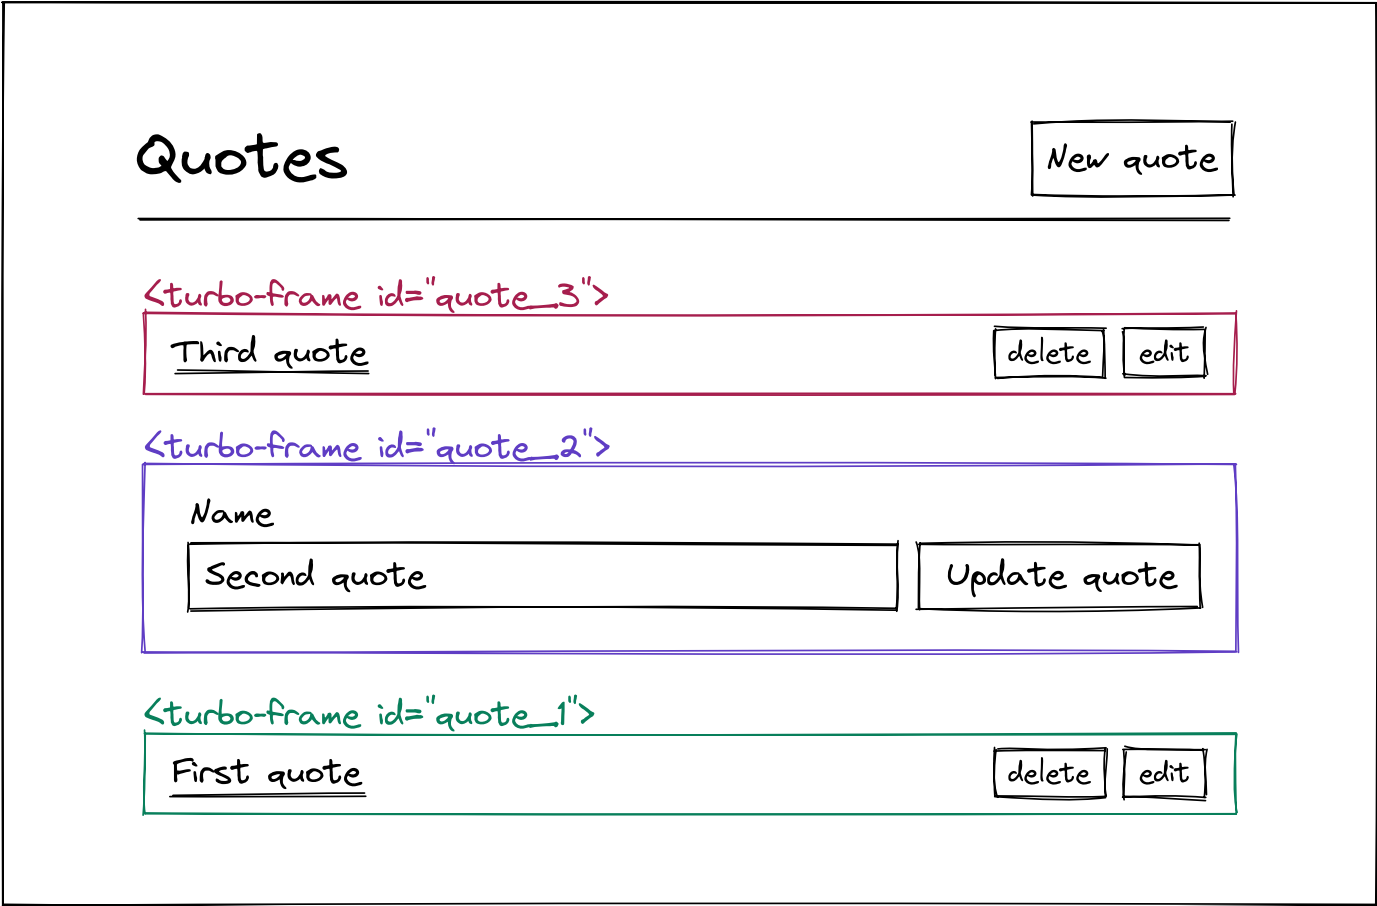 Quotes
New quote
<turbo-frame id="quote_3">
Third quote delete edit
<turbo-frame id="quote_2">
Name
Second quote Update quote
<turbo-frame id="quote_1">
First quote delete edit